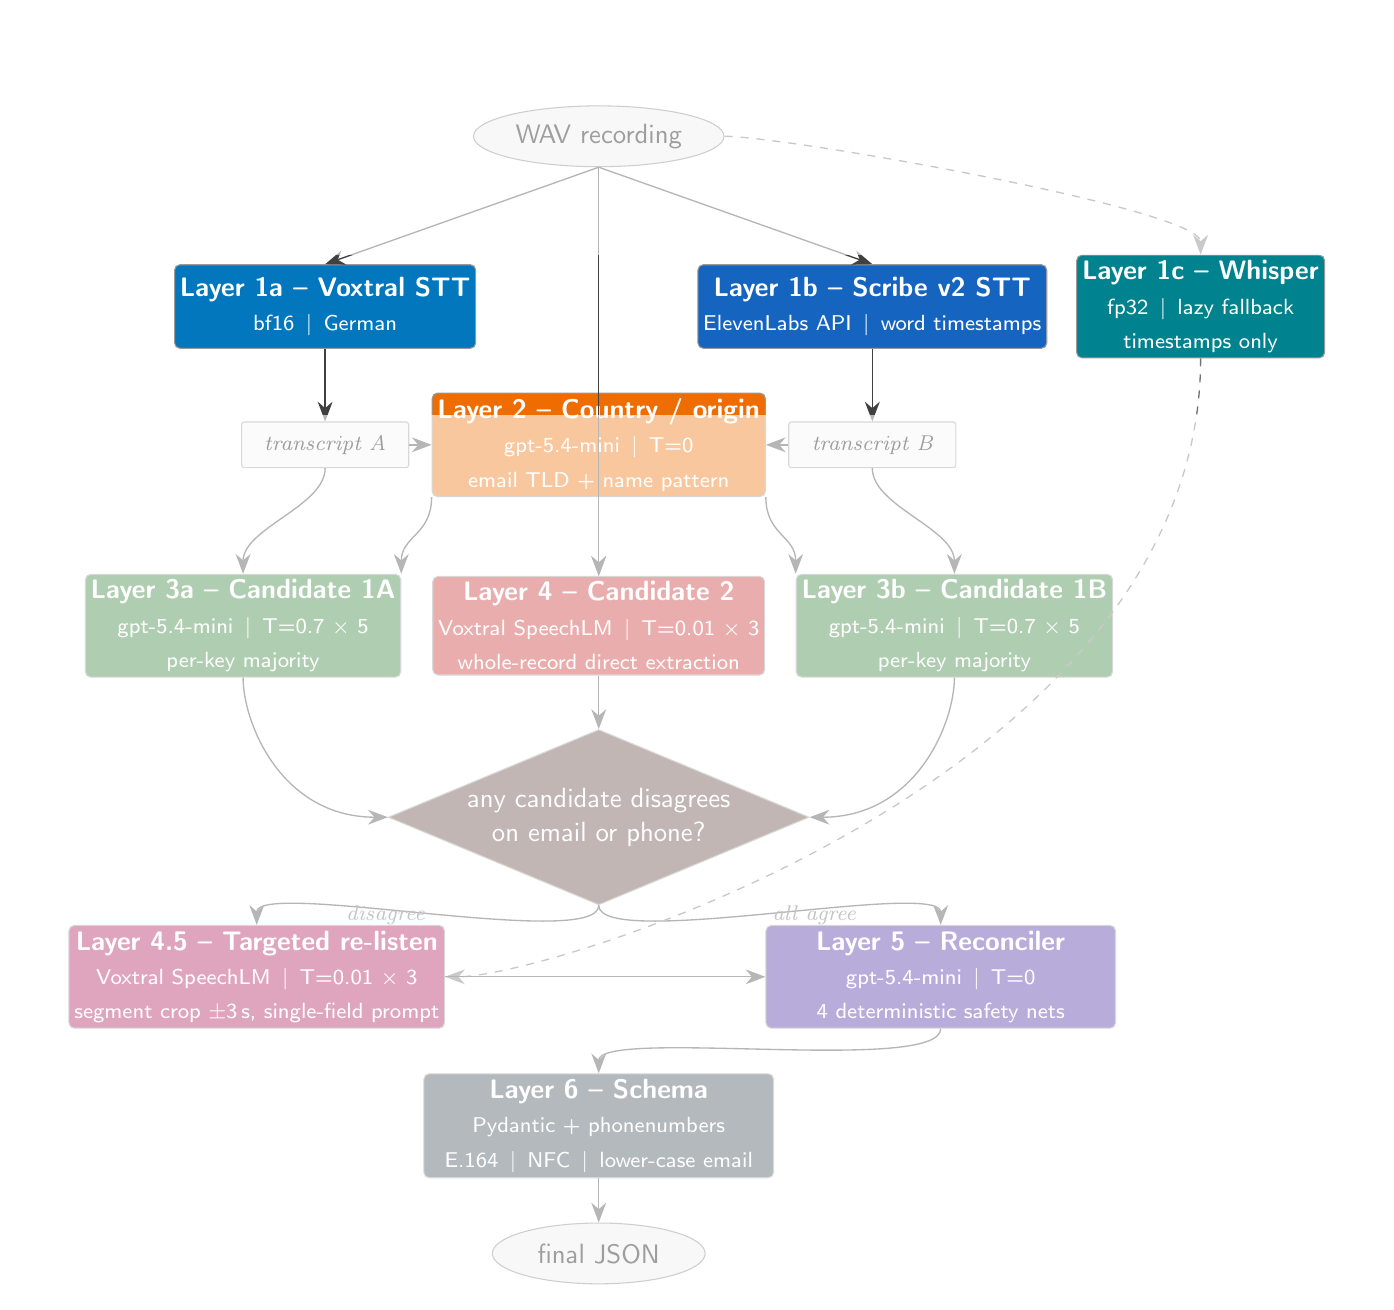 WAV recording
Layer 1a – Voxtral STT
bf16 | German
Layer 1b – Scribe v2 STT
ElevenLabs API | word timestamps
Layer 1c – Whisper
fp32 | lazy fallback
timestamps only
transcript A
Layer 2 – Country / origin
gpt-5.4-mini | T=0
email TLD + name pattern
transcript B
Layer 3a – Candidate 1A
gpt-5.4-mini | T=0.7 × 5
per-key majority
Layer 4 – Candidate 2
Voxtral SpeechLM | T=0.01 × 3
whole-record direct extraction
Layer 3b – Candidate 1B
gpt-5.4-mini | T=0.7 × 5
per-key majority
any candidate disagrees
on email or phone?
disagree
all agree
Layer 4.5 – Targeted re-listen
Voxtral SpeechLM | T=0.01 × 3
segment crop ±3 s, single-field prompt
Layer 5 – Reconciler
gpt-5.4-mini | T=0
4 deterministic safety nets
Layer 6 – Schema
Pydantic + phonenumbers
E.164 | NFC | lower-case email
final JSON